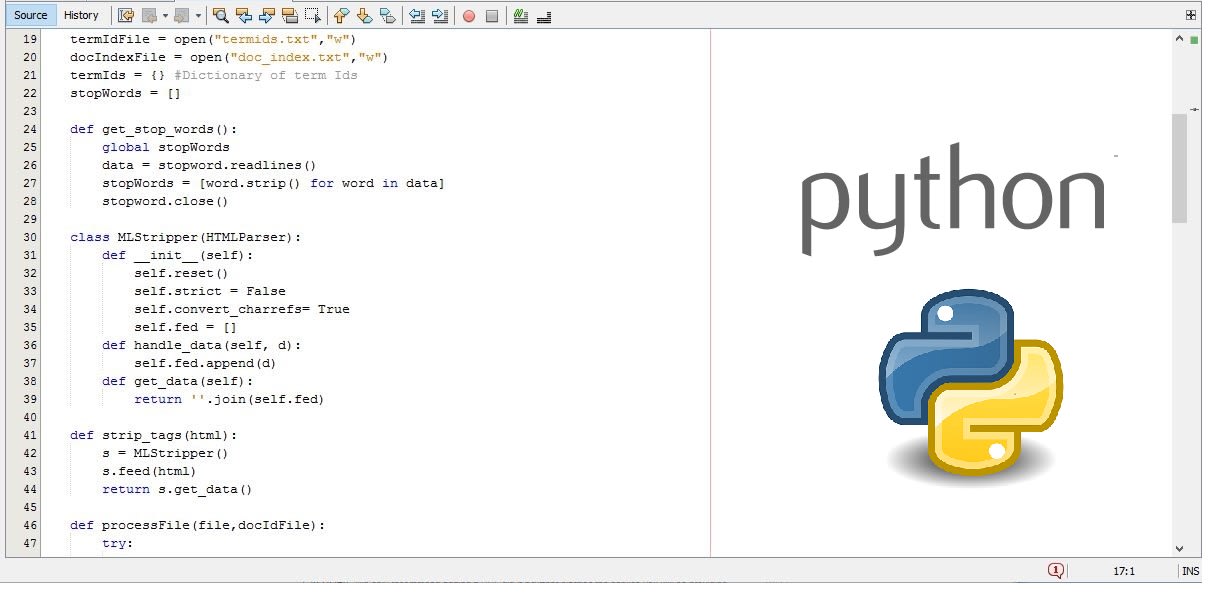 Source History
19 termIdFile = open("termids.txt","w")
20 docIndexFile = open("doc_index.txt","w")
21 termIds = {} #Dictionary of term Ids
22 stopWords = []
23
24 def get_stop_words():
25     global stopWords
26     data = stopword.readlines()
27     stopWords = [word.strip() for word in data]
28     stopword.close()
29
30 class MLStripper(HTMLParser):
31     def __init__(self):
32         self.reset()
33         self.strict = False
34         self.convert_charrefs= True
35         self.fed = []
36     def handle_data(self, d):
37         self.fed.append(d)
38     def get_data(self):
39         return ''.join(self.fed)
40
41 def strip_tags(html):
42     s = MLStripper()
43     s.feed(html)
44     return s.get_data()
45
46 def processFile(file,docIdFile):
47     try:
python
1 17:1 INS